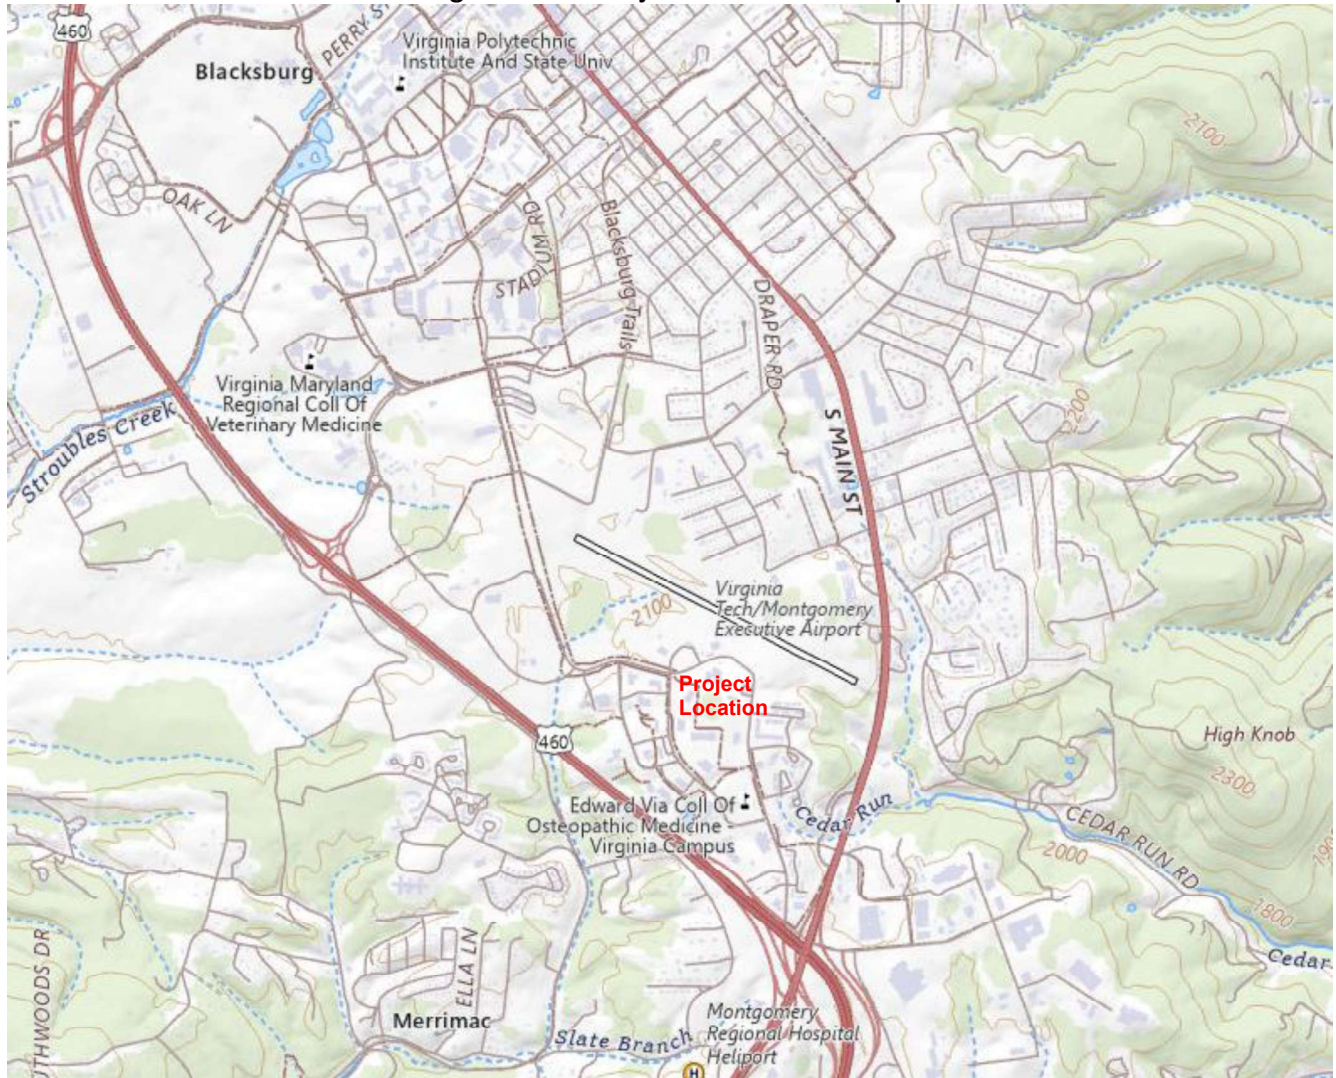 460
PERRY ST
Virginia Polytechnic
Institute And State Univ
Blacksburg
2100
OAK LN
STADIUM RD
Blacksburg Trails
DRAPER RD
Virginia Maryland
Regional Coll Of
Veterinary Medicine
Stroubles Creek
S MAIN ST
2200
Virginia
Tech/Montgomery
Executive Airport
2100
Project
Location
460
High Knob
2300
Edward Via Coll Of
Osteopathic Medicine -
Virginia Campus
Cedar Run
CEDAR RUN RD
2000
1800
Cedar
UTHWOODS DR
ELLA LN
Merrimac
Slate Branch
Montgomery
Regional Hospital
Heliport
H